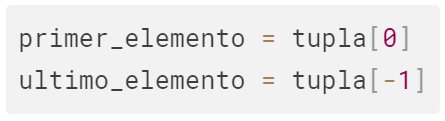 primer_elemento = tupla[0]
ultimo_elemento = tupla[-1]